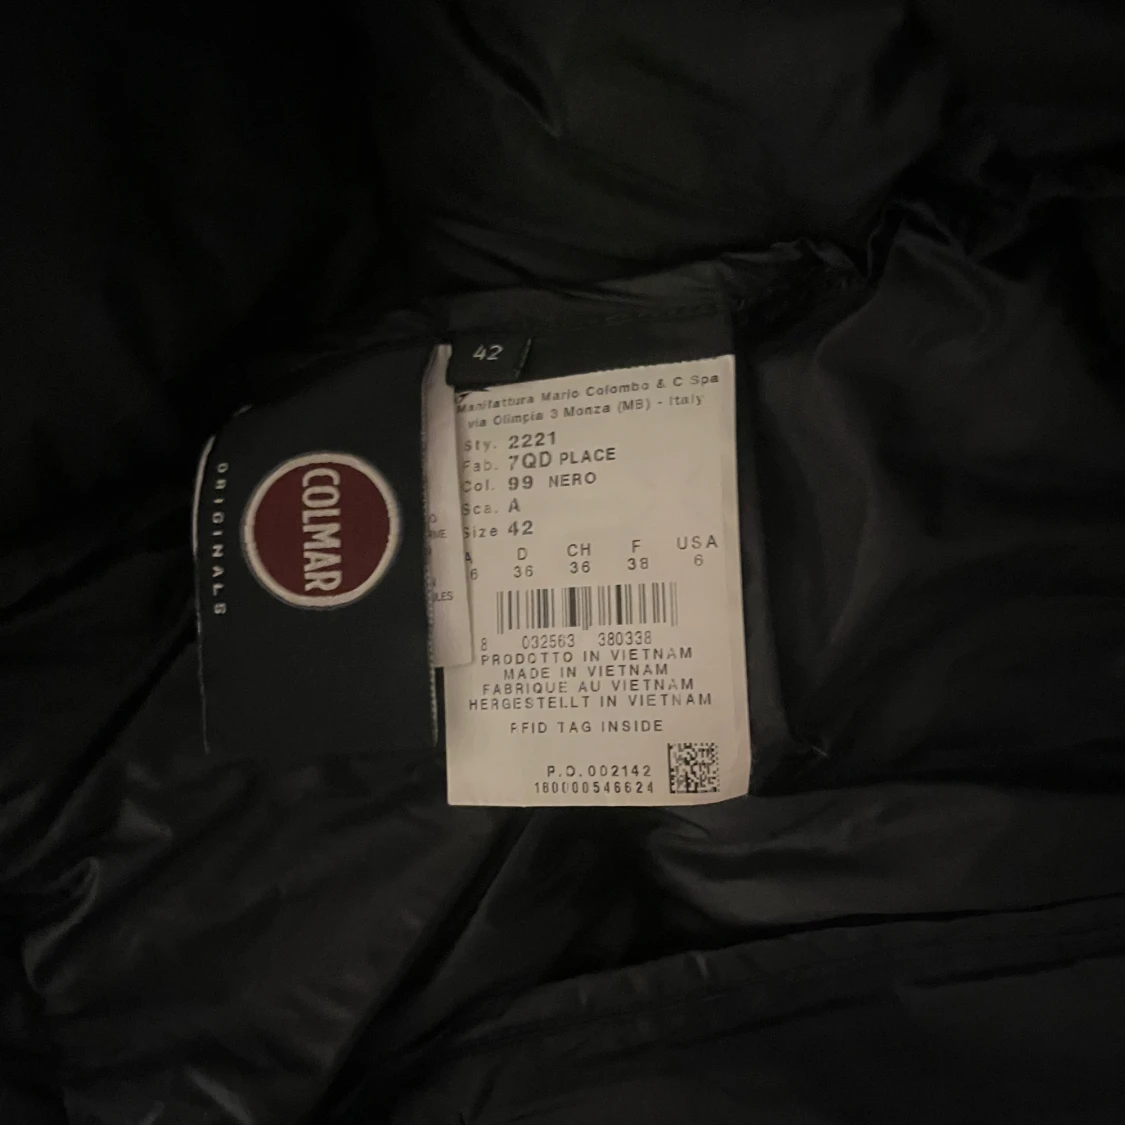 ORIGINALS
COLMAR
42
Manifattura Mario Colombo & C Spa
via Olimpia 3 Monza (MB) - Italy
Sty. 2221
Fab. 7QD PLACE
Col. 99 NERO
Sca. A
Size 42
D CH F USA
6 36 36 38 6
8 032563 380338
PRODOTTO IN VIETNAM
MADE IN VIETNAM
FABRIQUE AU VIETNAM
HERGESTELLT IN VIETNAM
RFID TAG INSIDE
P.O.002142
180000546624